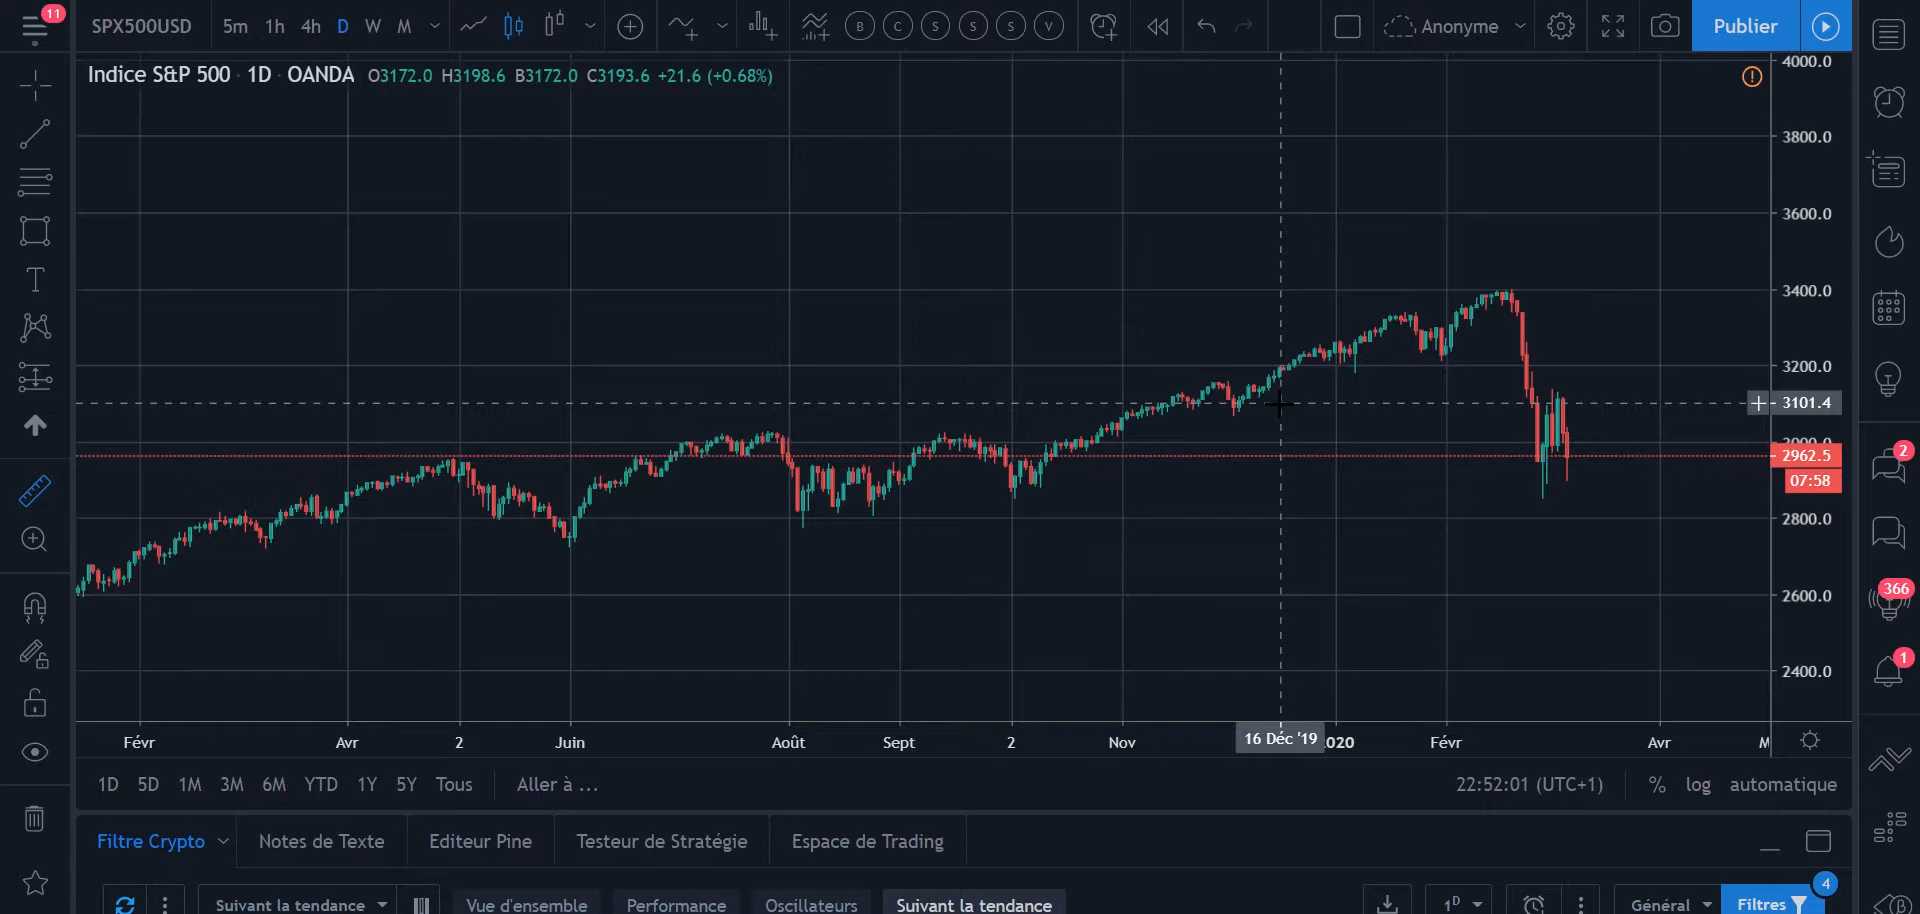 11
SPX500USD 5m 1h 4h D W M B C S S S V Anonyme Publier
Indice S&P 500 · 1D · OANDA O3172.0 H3198.6 B3172.0 C3193.6 +21.6 (+0.68%)
4000.0
3800.0
3600.0
3400.0
3200.0
3101.4
3000.0
2962.5
07:58
2800.0
2600.0
2400.0
2
366
1
Févr Avr 2 Juin Août Sept 2 Nov 16 Déc '19 2020 Févr Avr M
1D 5D 1M 3M 6M YTD 1Y 5Y Tous Aller à ... 22:52:01 (UTC+1) % log automatique
Filtre Crypto Notes de Texte Editeur Pine Testeur de Stratégie Espace de Trading
4
Suivant la tendance Vue d'ensemble Performance Oscillateurs Suivant la tendance 1D Général Filtres